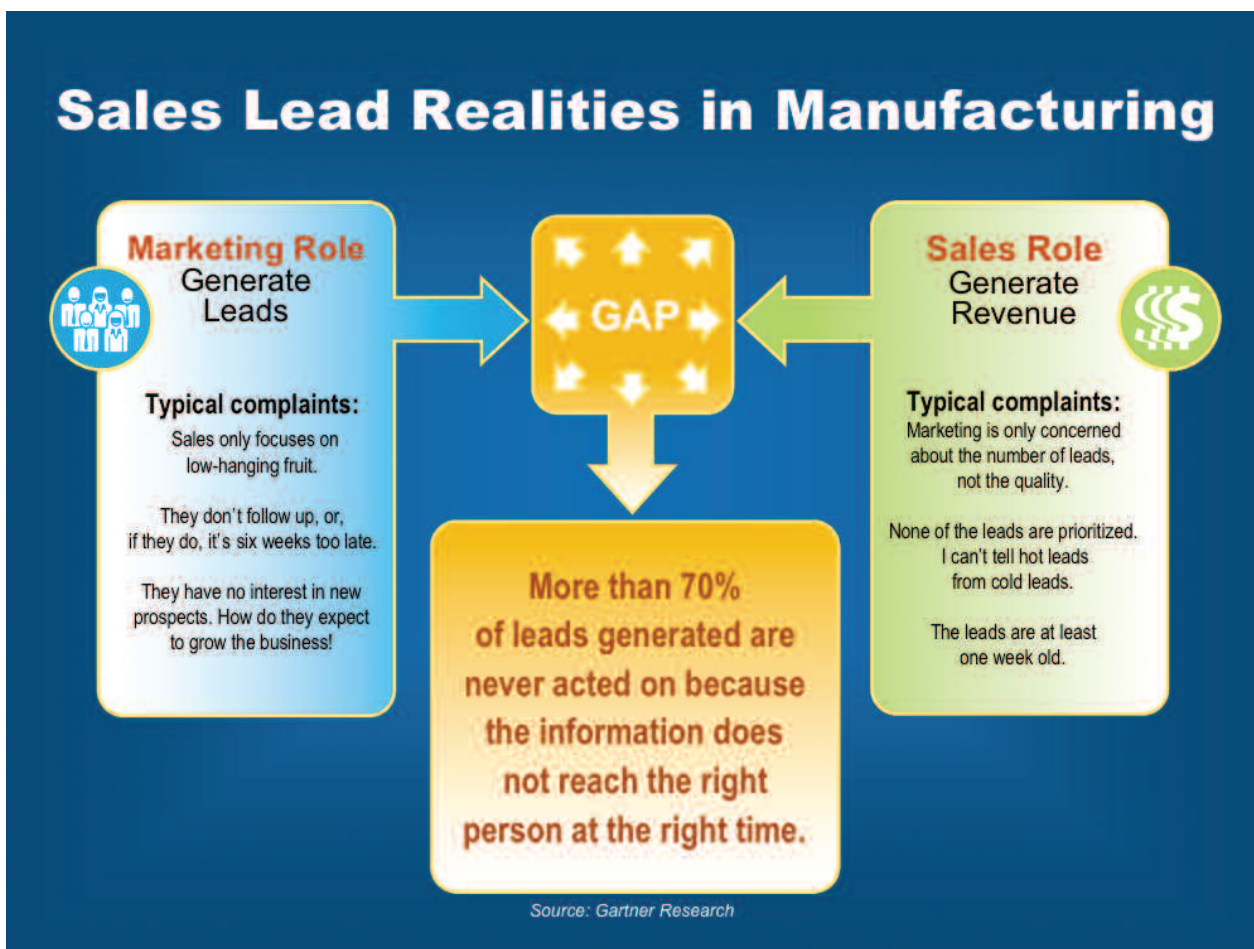 Sales Lead Realities in Manufacturing
Marketing Role
Generate
Leads
Typical complaints:
Sales only focuses on
low-hanging fruit.
They don't follow up, or,
if they do, it's six weeks too late.
They have no interest in new
prospects. How do they expect
to grow the business!
GAP
Sales Role
Generate
Revenue
Typical complaints:
Marketing is only concerned
about the number of leads,
not the quality.
None of the leads are prioritized.
I can't tell hot leads
from cold leads.
The leads are at least
one week old.
More than 70%
of leads generated are
never acted on because
the information does
not reach the right
person at the right time.
Source: Gartner Research